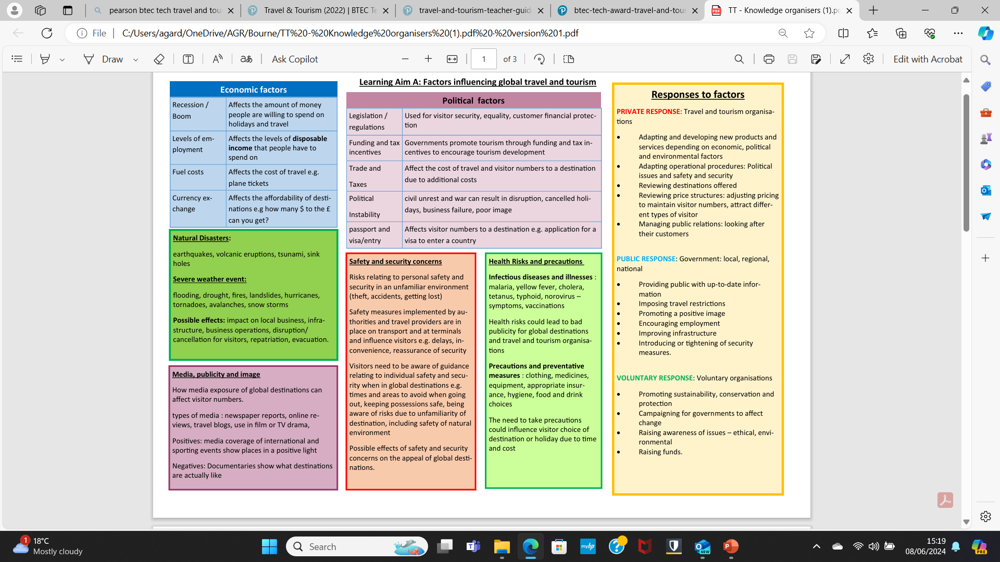 pearson btec tech travel and tou
Travel & Tourism (2022) | BTEC Te
travel-and-tourism-teacher-guid
btec-tech-award-travel-and-tour
TT - Knowledge organisers (1).pd
File
C:/Users/agard/OneDrive/AGR/Bourne/TT%20-%20Knowledge%20organisers%20(1).pdf%20·%20version%201.pdf
Draw
Ask Copilot
1
of 3
Edit with Acrobat
Learning Aim A: Factors influencing global travel and tourism
Economic factors
Recession /
Boom
Affects the amount of money
people are willing to spend on
holidays and travel
Levels of em-
ployment
Affects the levels of disposable
income that people have to
spend on
Fuel costs
Affects the cost of travel e.g.
plane tickets
Currency ex-
change
Affects the affordability of desti-
nations e.g how many $ to the £
can you get?
Natural Disasters:
earthquakes, volcanic eruptions, tsunami, sink
holes
Severe weather event:
flooding, drought, fires, landslides, hurricanes,
tornadoes, avalanches, snow storms
Possible effects: impact on local business, infra-
structure, business operations, disruption/
cancellation for visitors, repatriation, evacuation.
Media, publicity and image
How media exposure of global destinations can
affect visitor numbers.
types of media : newspaper reports, online re-
views, travel blogs, use in film or TV drama,
Positives: media coverage of international and
sporting events show places in a positive light
Negatives: Documentaries show what destinations
are actually like
Political factors
Legislation /
regulations
Used for visitor security, equality, customer financial protec-
tion
Funding and tax
incentives
Governments promote tourism through funding and tax in-
centives to encourage tourism development
Trade and
Taxes
Affect the cost of travel and visitor numbers to a destination
due to additional costs
Political
Instability
civil unrest and war can result in disruption, cancelled holi-
days, business failure, poor image
passport and
visa/entry
Affects visitor numbers to a destination e.g. application for a
visa to enter a country
Safety and security concerns
Risks relating to personal safety and
security in an unfamiliar environment
(theft, accidents, getting lost)
Safety measures implemented by au-
thorities and travel providers are in
place on transport and at terminals
and influence visitors e.g. delays, in-
convenience, reassurance of security
Visitors need to be aware of guidance
relating to individual safety and secu-
rity when in global destinations e.g.
times and areas to avoid when going
out, keeping possessions safe, being
aware of risks due to unfamiliarity of
destination, including safety of natural
environment
Possible effects of safety and security
concerns on the appeal of global desti-
nations.
Health Risks and precautions
Infectious diseases and illnesses :
malaria, yellow fever, cholera,
tetanus, typhoid, norovirus –
symptoms, vaccinations
Health risks could lead to bad
publicity for global destinations
and travel and tourism organisa-
tions
Precautions and preventative
measures : clothing, medicines,
equipment, appropriate insur-
ance, hygiene, food and drink
choices
The need to take precautions
could influence visitor choice of
destination or holiday due to time
and cost
Responses to factors
PRIVATE RESPONSE: Travel and tourism organisa-
tions
• Adapting and developing new products and
services depending on economic, political
and environmental factors
• Adapting operational procedures: Political
issues and safety and security
• Reviewing destinations offered
• Reviewing price structures: adjusting pricing
to maintain visitor numbers, attract differ-
ent types of visitor
• Managing public relations: looking after
their customers
PUBLIC RESPONSE: Government: local, regional,
national
• Providing public with up-to-date infor-
mation
• Imposing travel restrictions
• Promoting a positive image
• Encouraging employment
• Improving infrastructure
• Introducing or tightening of security
measures.
VOLUNTARY RESPONSE: Voluntary organisations
• Promoting sustainability, conservation and
protection
• Campaigning for governments to affect
change
• Raising awareness of issues – ethical, envi-
ronmental
• Raising funds.
1
18°C
Mostly cloudy
Search
myhp
NEW
15:19
08/06/2024
PRE